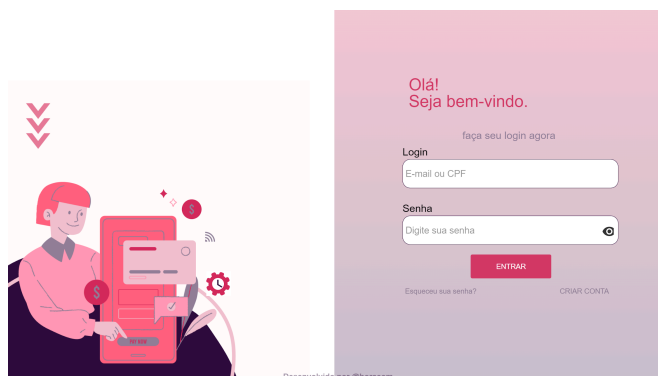 Olá!
Seja bem-vindo.
faça seu login agora
Login
E-mail ou CPF
Senha
Digite sua senha
ENTRAR
Esqueceu sua senha?
CRIAR CONTA
$
$